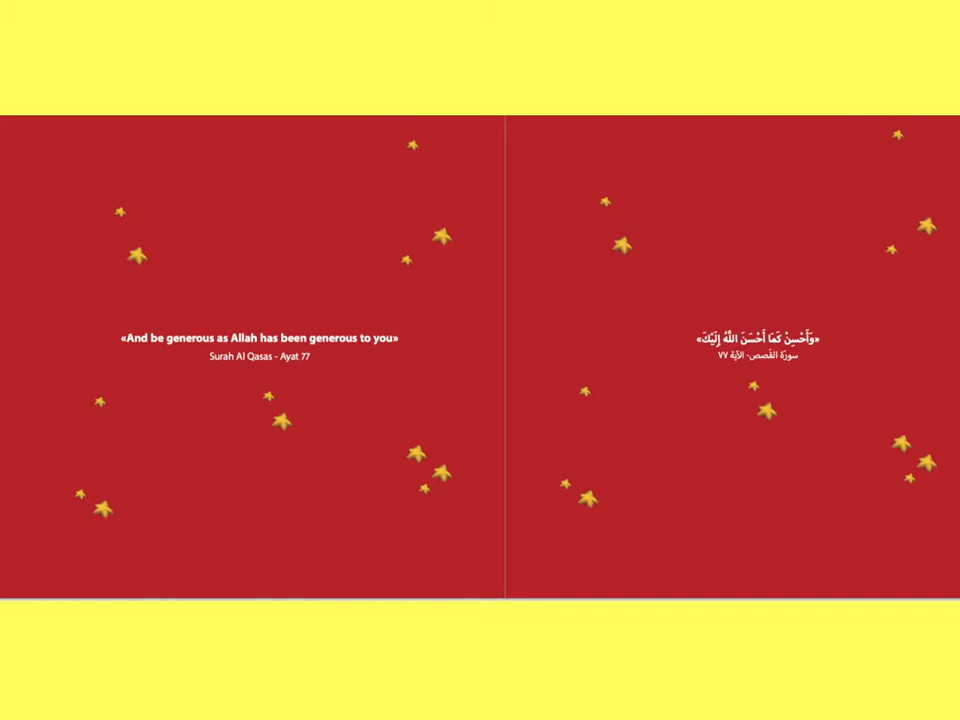 «And be generous as Allah has been generous to you»
Surah Al Qasas - Ayat 77
«وَأَحْسِنْ كَمَا أَحْسَنَ اللَّهُ إِلَيْكَ»
سورة القصص- الآية ٧٧